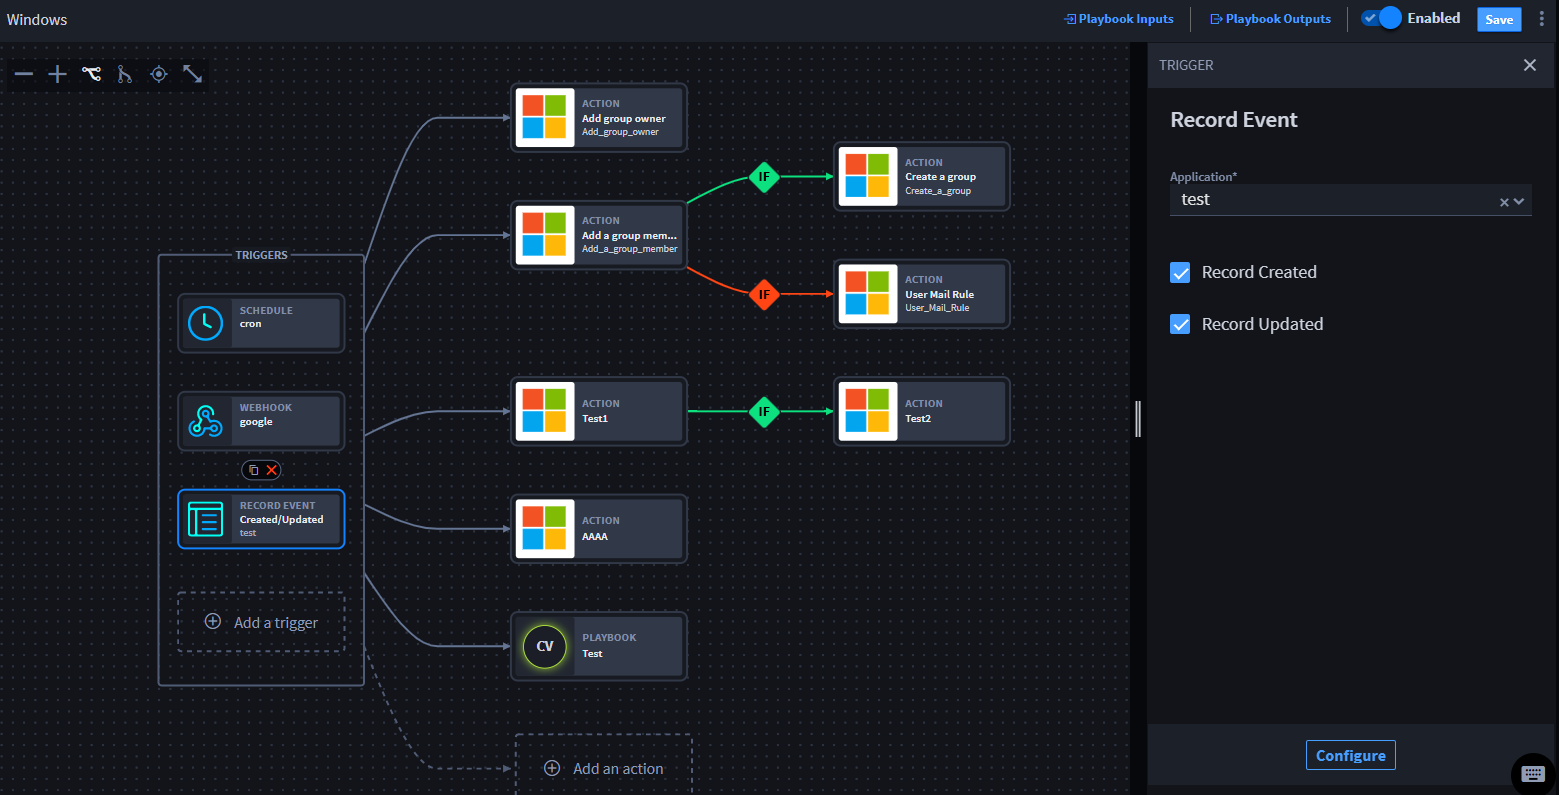 Windows
Playbook Inputs
Playbook Outputs
Enabled
Save
TRIGGERS
SCHEDULE
cron
WEBHOOK
google
RECORD EVENT
Created/Updated
test
Add a trigger
ACTION
Add group owner
Add_group_owner
ACTION
Add a group mem...
Add_a_group_member
IF
ACTION
Create a group
Create_a_group
IF
ACTION
User Mail Rule
User_Mail_Rule
ACTION
Test1
IF
ACTION
Test2
ACTION
AAAA
CV
PLAYBOOK
Test
Add an action
TRIGGER
Record Event
Application*
test
Record Created
Record Updated
Configure